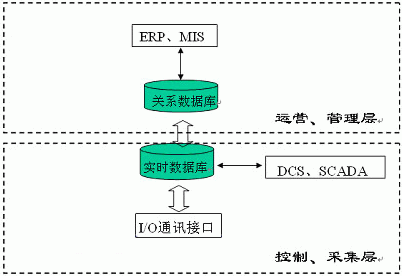 ERP、MIS
关系数据库
运营、管理层
实时数据库
DCS、SCADA
I/O通讯接口
控制、采集层